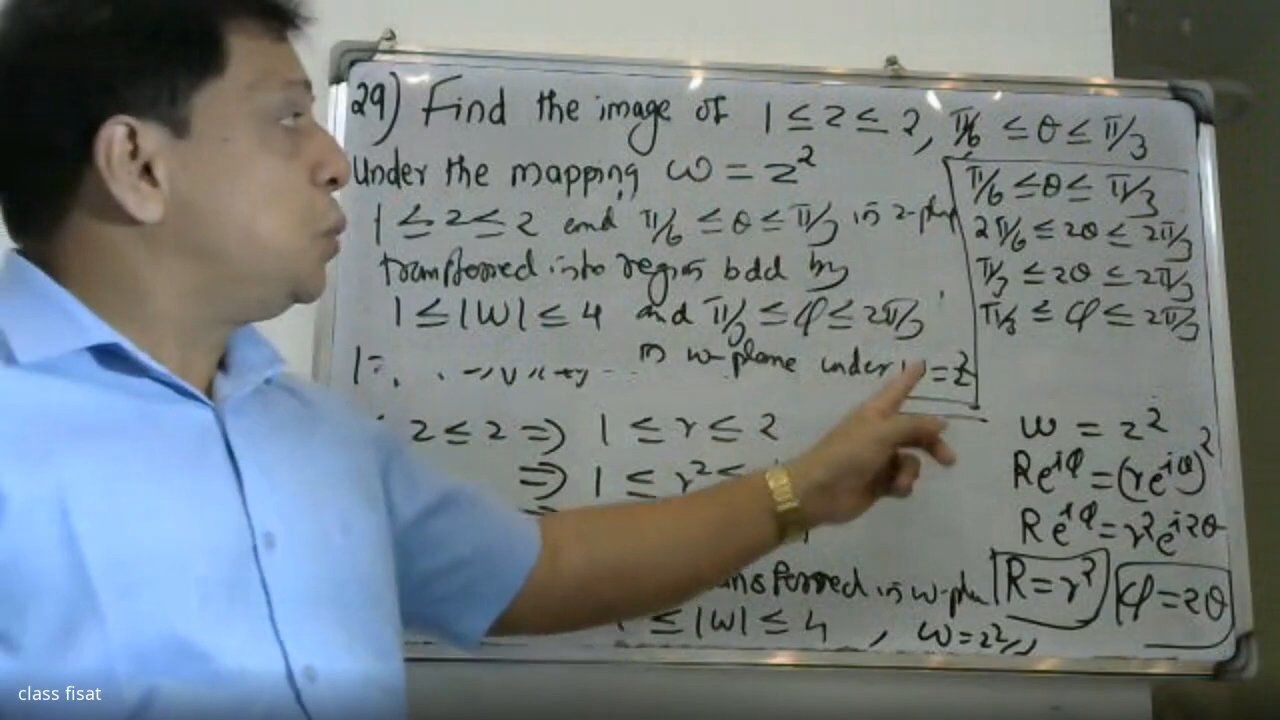 29) Find the image of 1 ≤ z ≤ 2, π/6 ≤ θ ≤ π/3
Under the mapping ω = z²
1 ≤ z ≤ 2 and π/6 ≤ θ ≤ π/3 in z-plan
transformed into region bdd by
1 ≤ |W| ≤ 4 and π/3 ≤ φ ≤ 2π/3
in w-plane under = z²
π/6 ≤ θ ≤ π/3
2π/6 ≤ 2θ ≤ 2π/3
π/3 ≤ 2θ ≤ 2π/3
π/3 ≤ φ ≤ 2π/3
z ≤ 2 ⇒ 1 ≤ r ≤ 2
⇒ 1 ≤ r² ≤
in w-plan
≤ |W| ≤ 4 , ω = z²//
ω = z²
Re^iφ = (re^iθ)²
Re^iφ = r²e^i2θ
R = r²
φ = 2θ
class fisat